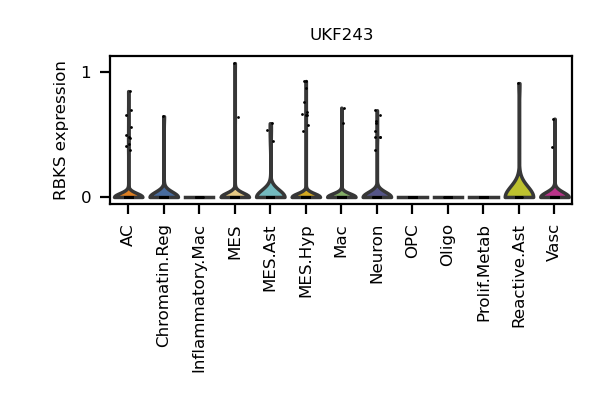 UKF243
RBKS expression
1
0
AC
Chromatin.Reg
Inflammatory.Mac
MES
MES.Ast
MES.Hyp
Mac
Neuron
OPC
Oligo
Prolif.Metab
Reactive.Ast
Vasc